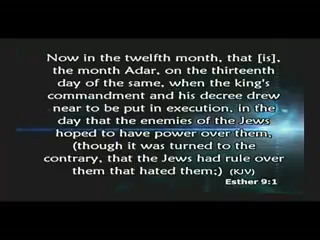 Now in the twelfth month, that [is],
the month Adar, on the thirteenth
day of the same, when the king's
commandment and his decree drew
near to be put in execution, in the
day that the enemies of the Jews
hoped to have power over them,
(though it was turned to the
contrary, that the Jews had rule over
them that hated them;) (KJV)
Esther 9:1